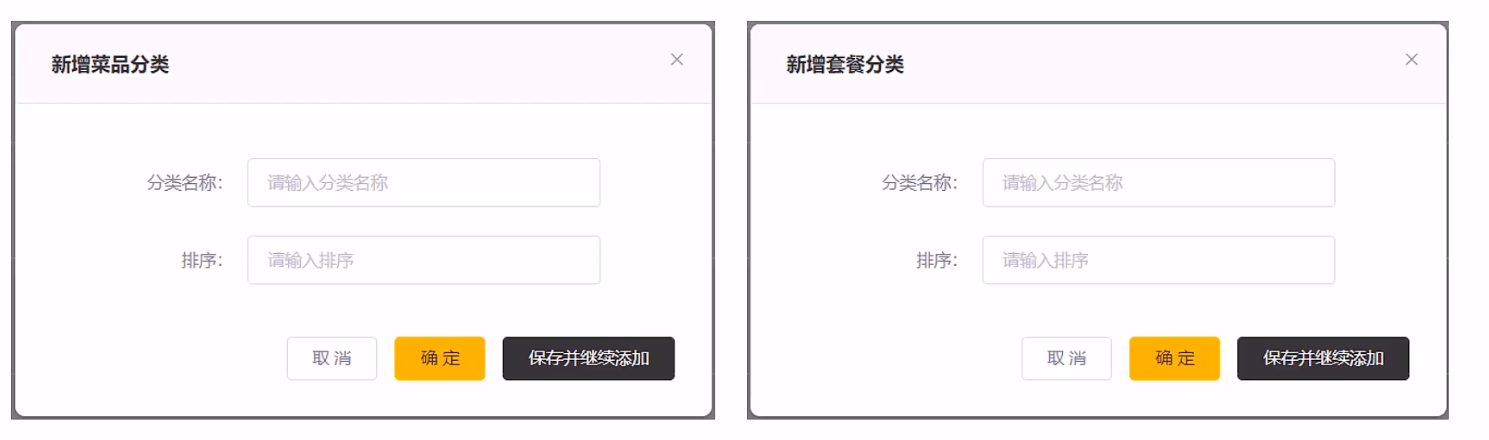 新增菜品分类
分类名称：
请输入分类名称
排序：
请输入排序
取 消
确 定
保存并继续添加
新增套餐分类
分类名称：
请输入分类名称
排序：
请输入排序
取 消
确 定
保存并继续添加